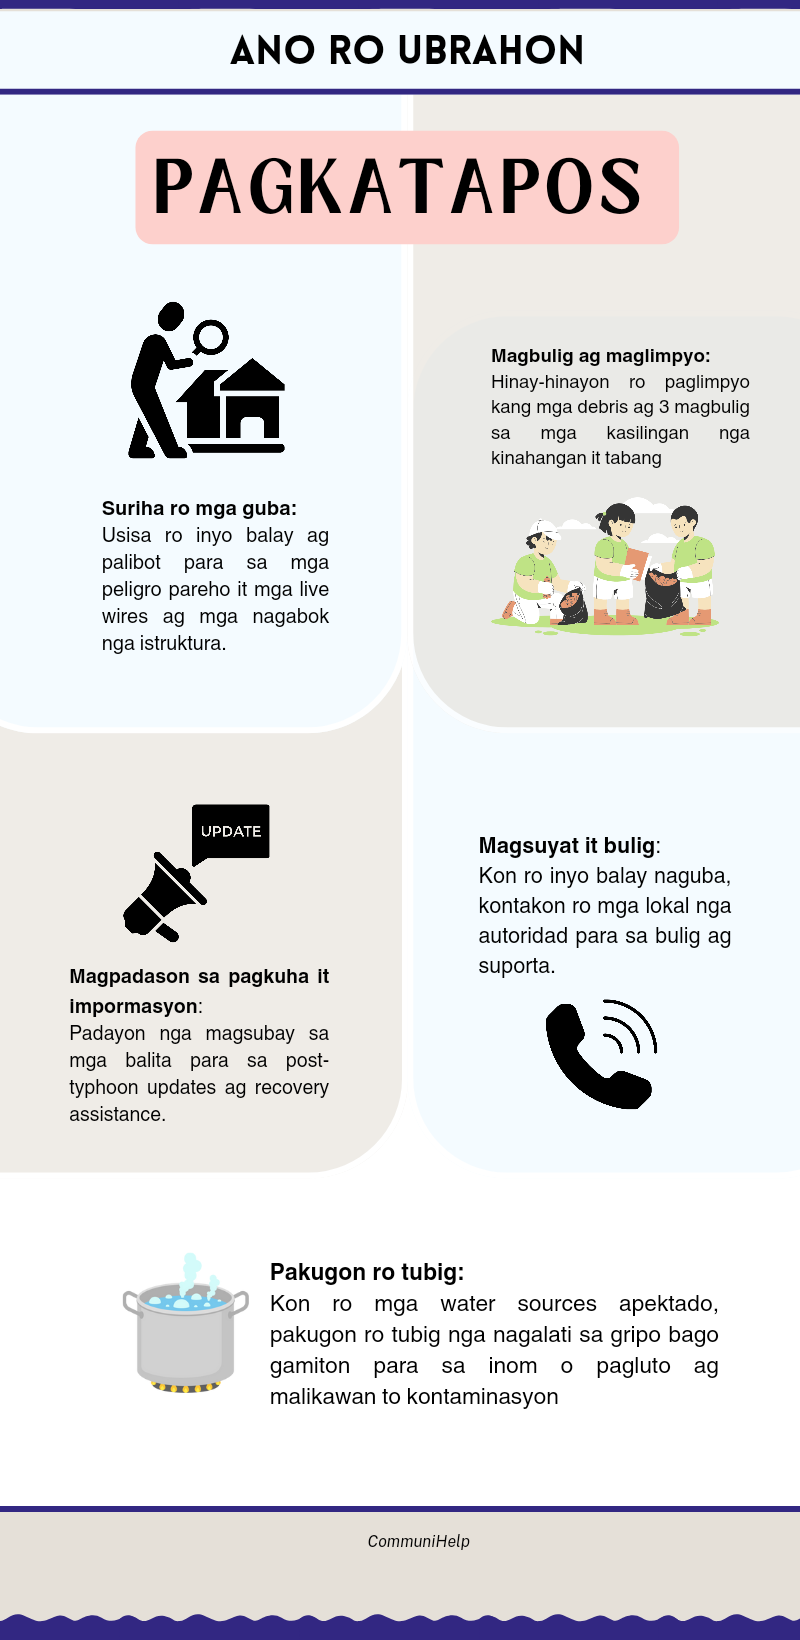 ANO RO UBRAHON
PAGKATAPOS
Suriha ro mga guba:
Usisa ro inyo balay ag
palibot para sa mga
peligro pareho it mga live
wires ag mga nagabok
nga istruktura.
Magbulig ag maglimpyo:
Hinay-hinayon ro paglimpyo
kang mga debris ag 3 magbulig
sa mga kasilingan nga
kinahangan it tabang
UPDATE
Magpadason sa pagkuha it
impormasyon:
Padayon nga magsubay sa
mga balita para sa post-
typhoon updates ag recovery
assistance.
Magsuyat it bulig:
Kon ro inyo balay naguba,
kontakon ro mga lokal nga
autoridad para sa bulig ag
suporta.
Pakugon ro tubig:
Kon ro mga water sources apektado,
pakugon ro tubig nga nagalati sa gripo bago
gamiton para sa inom o pagluto ag
malikawan to kontaminasyon
CommuniHelp